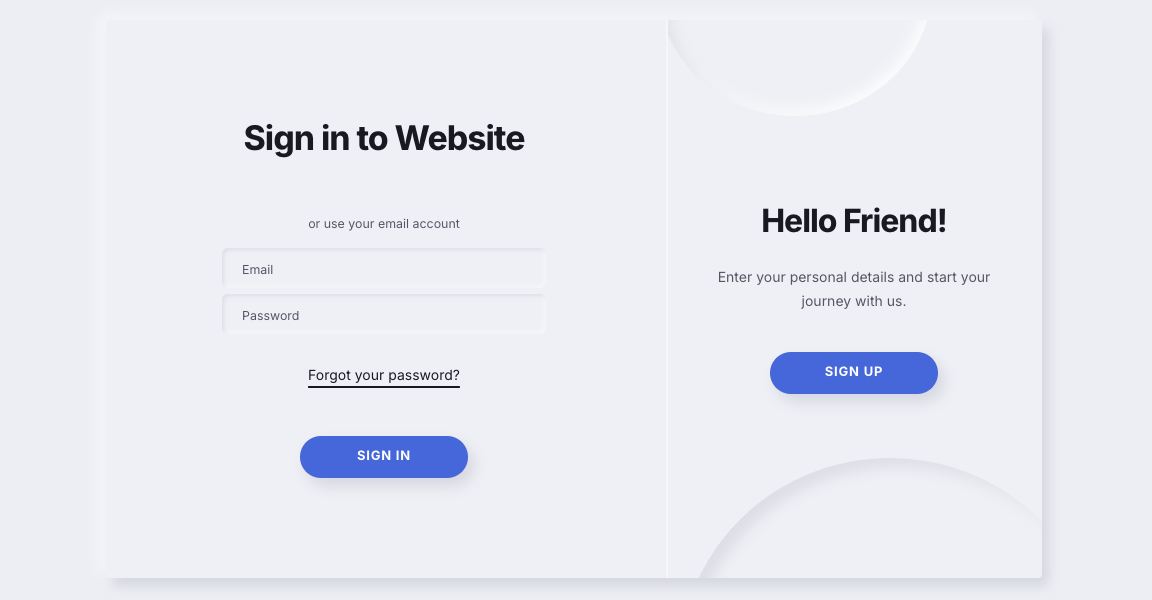 Sign in to Website
or use your email account
Email
Password
Forgot your password?
SIGN IN
Hello Friend!
Enter your personal details and start your
journey with us.
SIGN UP